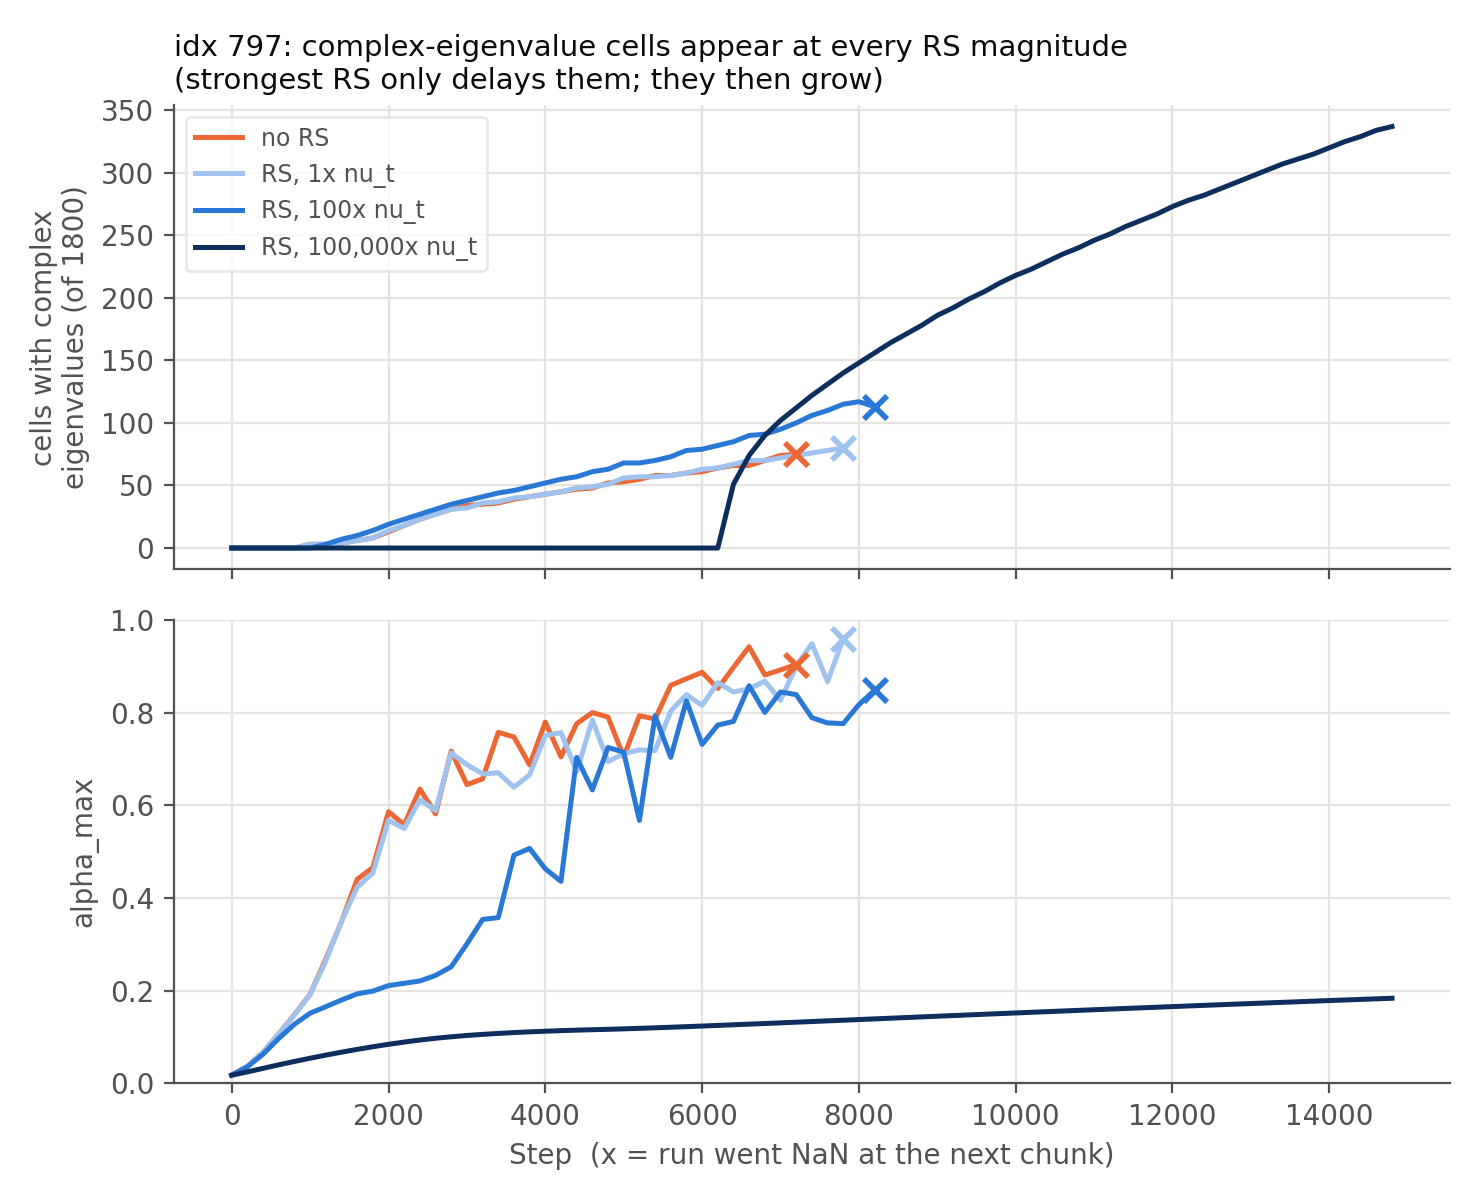 idx 797: complex-eigenvalue cells appear at every RS magnitude
(strongest RS only delays them; they then grow)
cells with complex
eigenvalues (of 1800)
350
300
250
200
150
100
50
0
no RS
RS, 1x nu_t
RS, 100x nu_t
RS, 100,000x nu_t
alpha_max
1.0
0.8
0.6
0.4
0.2
0.0
0 2000 4000 6000 8000 10000 12000 14000
Step (x = run went NaN at the next chunk)